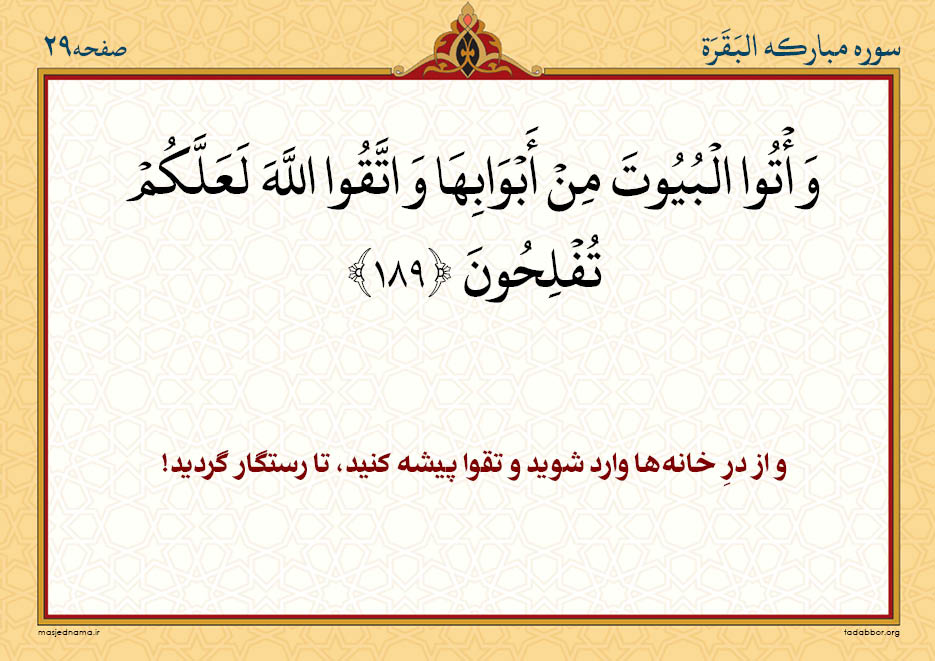 سوره مبارکه البَقَرَة
صفحه۲۹
وَ أْتُوا الْبُيُوتَ مِنْ أَبْوَابِهَا وَ اتَّقُوا اللَّهَ لَعَلَّكُمْ
تُفْلِحُونَ ﴿۱۸۹﴾
و از درِ خانه‌ها وارد شوید و تقوا پیشه کنید، تا رستگار گردید!
masjednama.ir
tadabbor.org